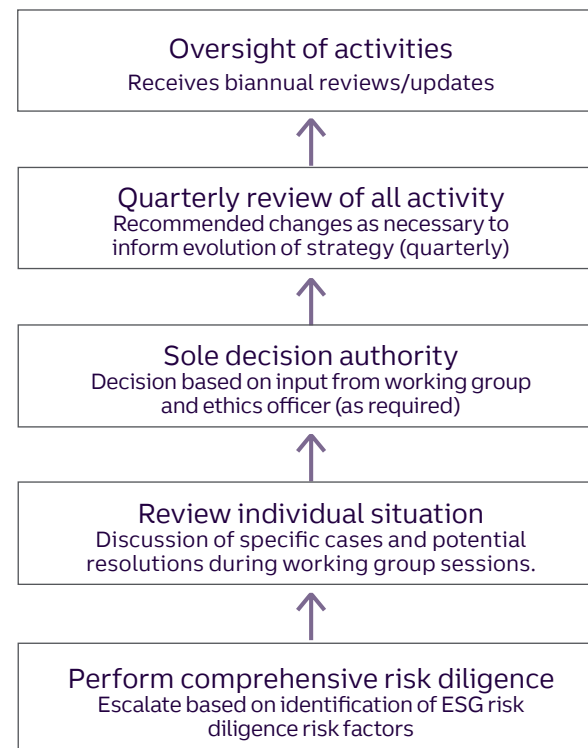 Oversight of activities
Receives biannual reviews/updates
Quarterly review of all activity
Recommended changes as necessary to
inform evolution of strategy (quarterly)
Sole decision authority
Decision based on input from working group
and ethics officer (as required)
Review individual situation
Discussion of specific cases and potential
resolutions during working group sessions.
Perform comprehensive risk diligence
Escalate based on identification of ESG risk
diligence risk factors